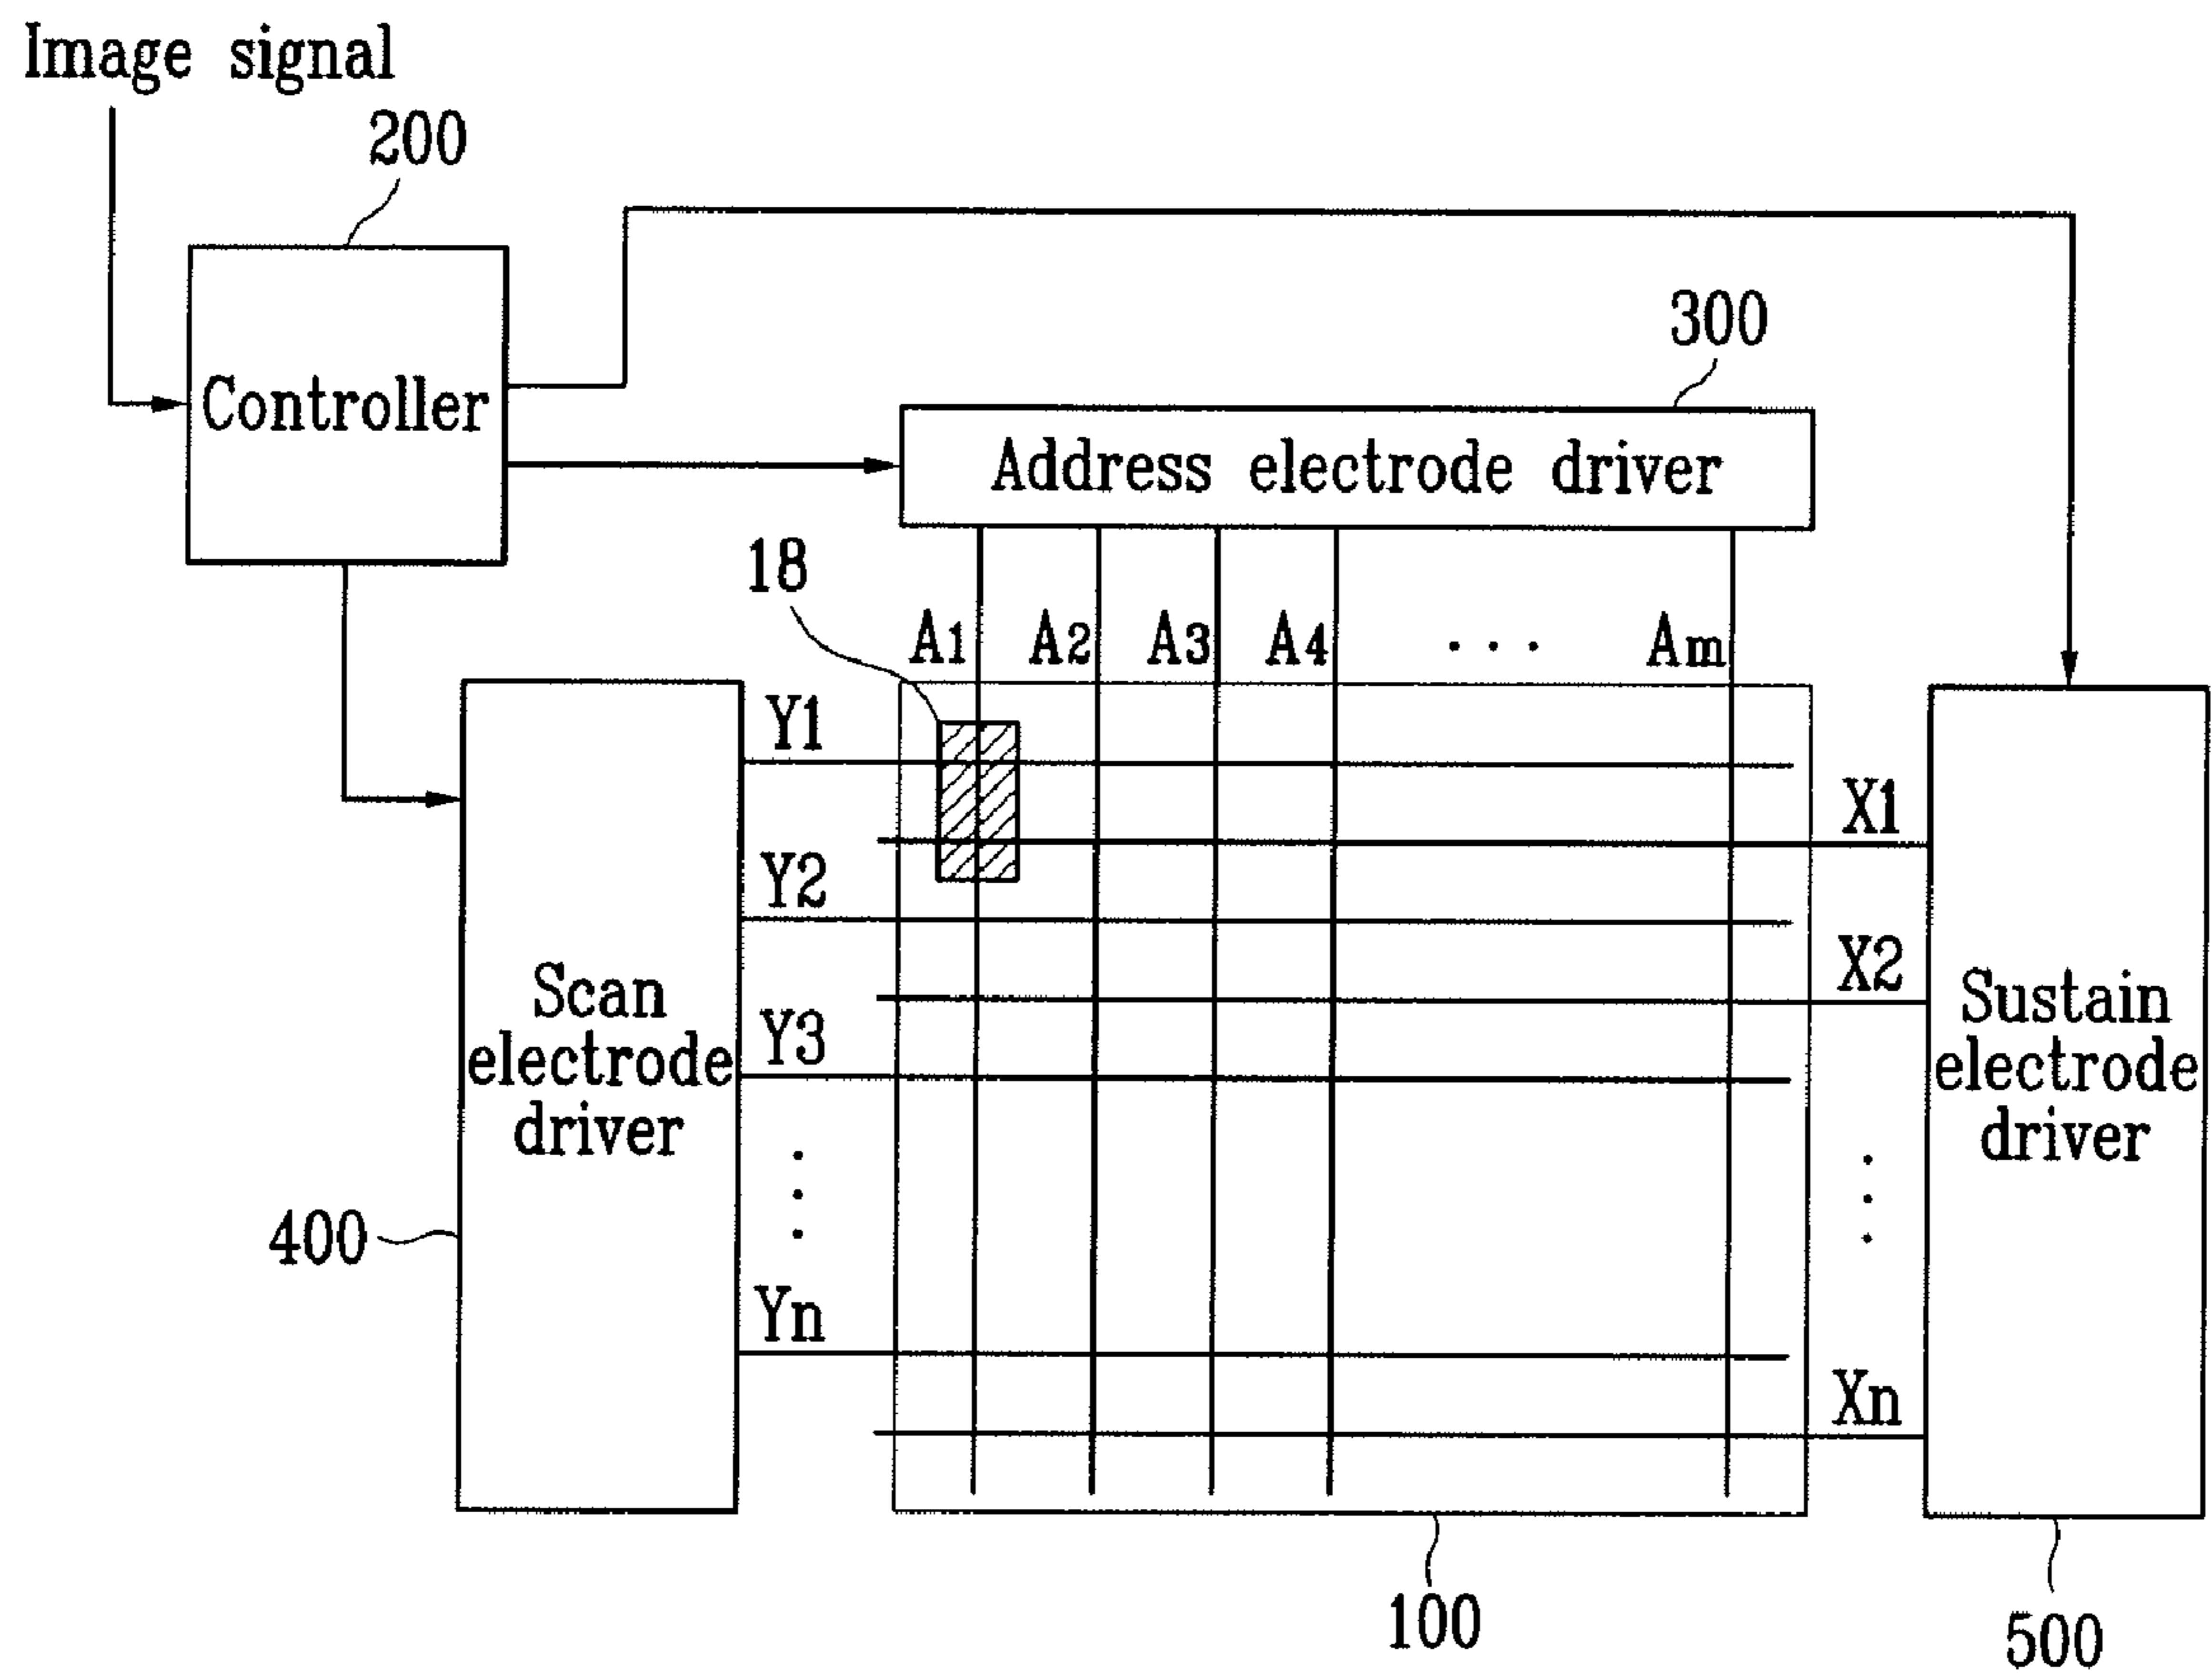 Image signal
200
Controller
300
Address electrode driver
18
A1 A2 A3 A4 ... Am
Y1
X1
Y2
X2
Scan
electrode
driver
Sustain
electrode
driver
Y3
400
Yn
Xn
100
500